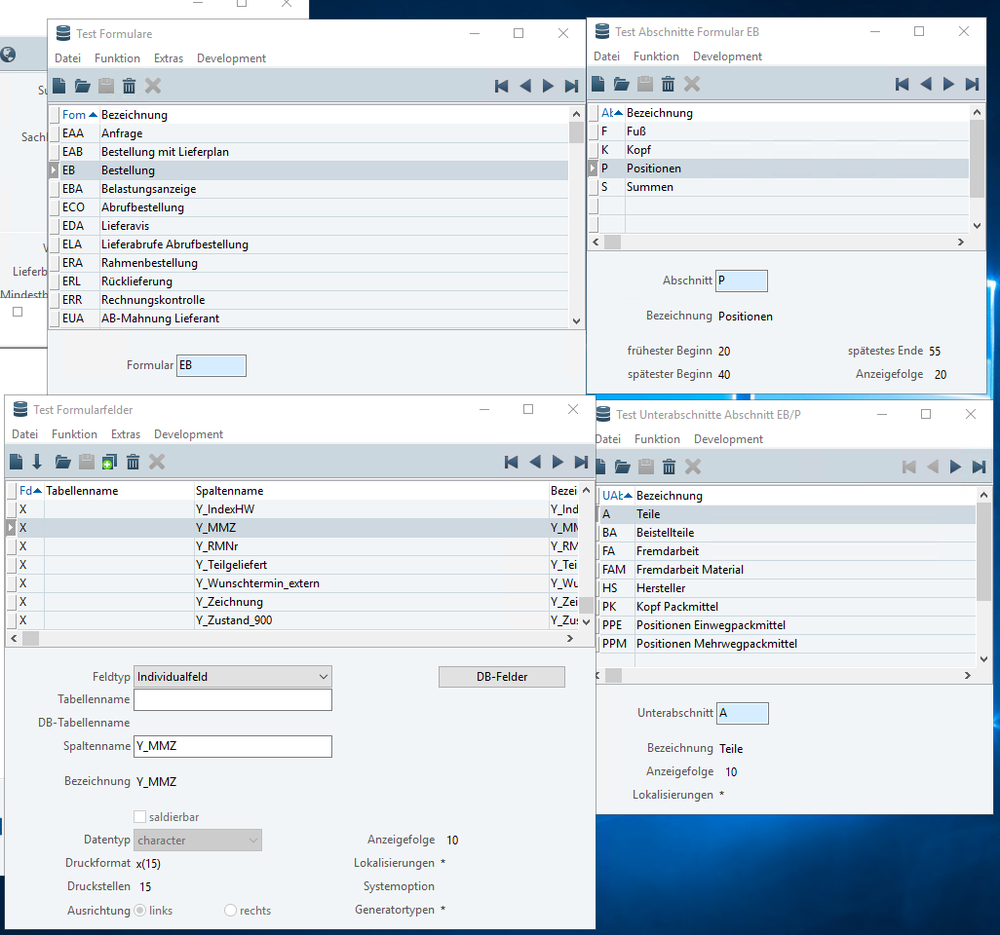 Su
Sachl
W
Lieferb
Mindestb
Test Formulare
Datei Funktion Extras Development
Fom Bezeichnung
EAA Anfrage
EAB Bestellung mit Lieferplan
EB Bestellung
EBA Belastungsanzeige
ECO Abrufbestellung
EDA Lieferavis
ELA Lieferabrufe Abrufbestellung
ERA Rahmenbestellung
ERL Rücklieferung
ERR Rechnungskontrolle
EUA AB-Mahnung Lieferant
Formular EB
Test Abschnitte Formular EB
Datei Funktion Development
Ab Bezeichnung
F Fuß
K Kopf
P Positionen
S Summen
Abschnitt P
Bezeichnung Positionen
frühester Beginn 20 spätestes Ende 55
spätester Beginn 40 Anzeigefolge 20
Test Formularfelder
Datei Funktion Extras Development
Fd Tabellenname Spaltenname Bezei
X Y_IndexHW Y_Ind
X Y_MMZ Y_MM
X Y_RMNr Y_RM
X Y_Teilgeliefert Y_Tei
X Y_Wunschtermin_extern Y_Wu
X Y_Zeichnung Y_Zei
X Y_Zustand_900 Y_Zus
Feldtyp Individualfeld DB-Felder
Tabellenname
DB-Tabellenname
Spaltenname Y_MMZ
Bezeichnung Y_MMZ
saldierbar
Datentyp character Anzeigefolge 10
Druckformat x(15) Lokalisierungen *
Druckstellen 15 Systemoption
Ausrichtung links rechts Generatortypen *
Test Unterabschnitte Abschnitt EB/P
Datei Funktion Development
UAb Bezeichnung
A Teile
BA Beistellteile
FA Fremdarbeit
FAM Fremdarbeit Material
HS Hersteller
PK Kopf Packmittel
PPE Positionen Einwegpackmittel
PPM Positionen Mehrwegpackmittel
Unterabschnitt A
Bezeichnung Teile
Anzeigefolge 10
Lokalisierungen *